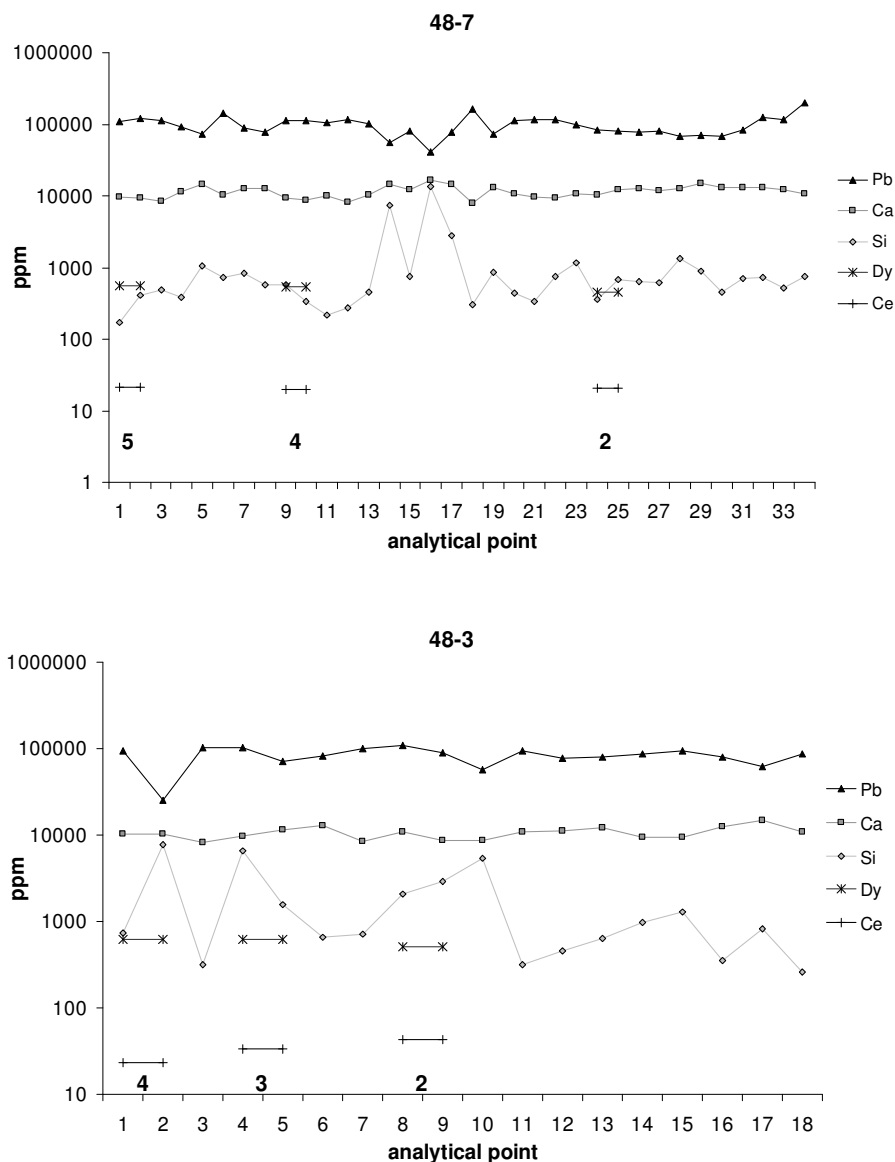 48-7
1000000
100000
10000
1000
100
10
1
ppm
Pb
Ca
Si
Dy
Ce
5 4 2
1 3 5 7 9 11 13 15 17 19 21 23 25 27 29 31 33
analytical point
48-3
1000000
100000
10000
1000
100
10
ppm
Pb
Ca
Si
Dy
Ce
4 3 2
1 2 3 4 5 6 7 8 9 10 11 12 13 14 15 16 17 18
analytical point